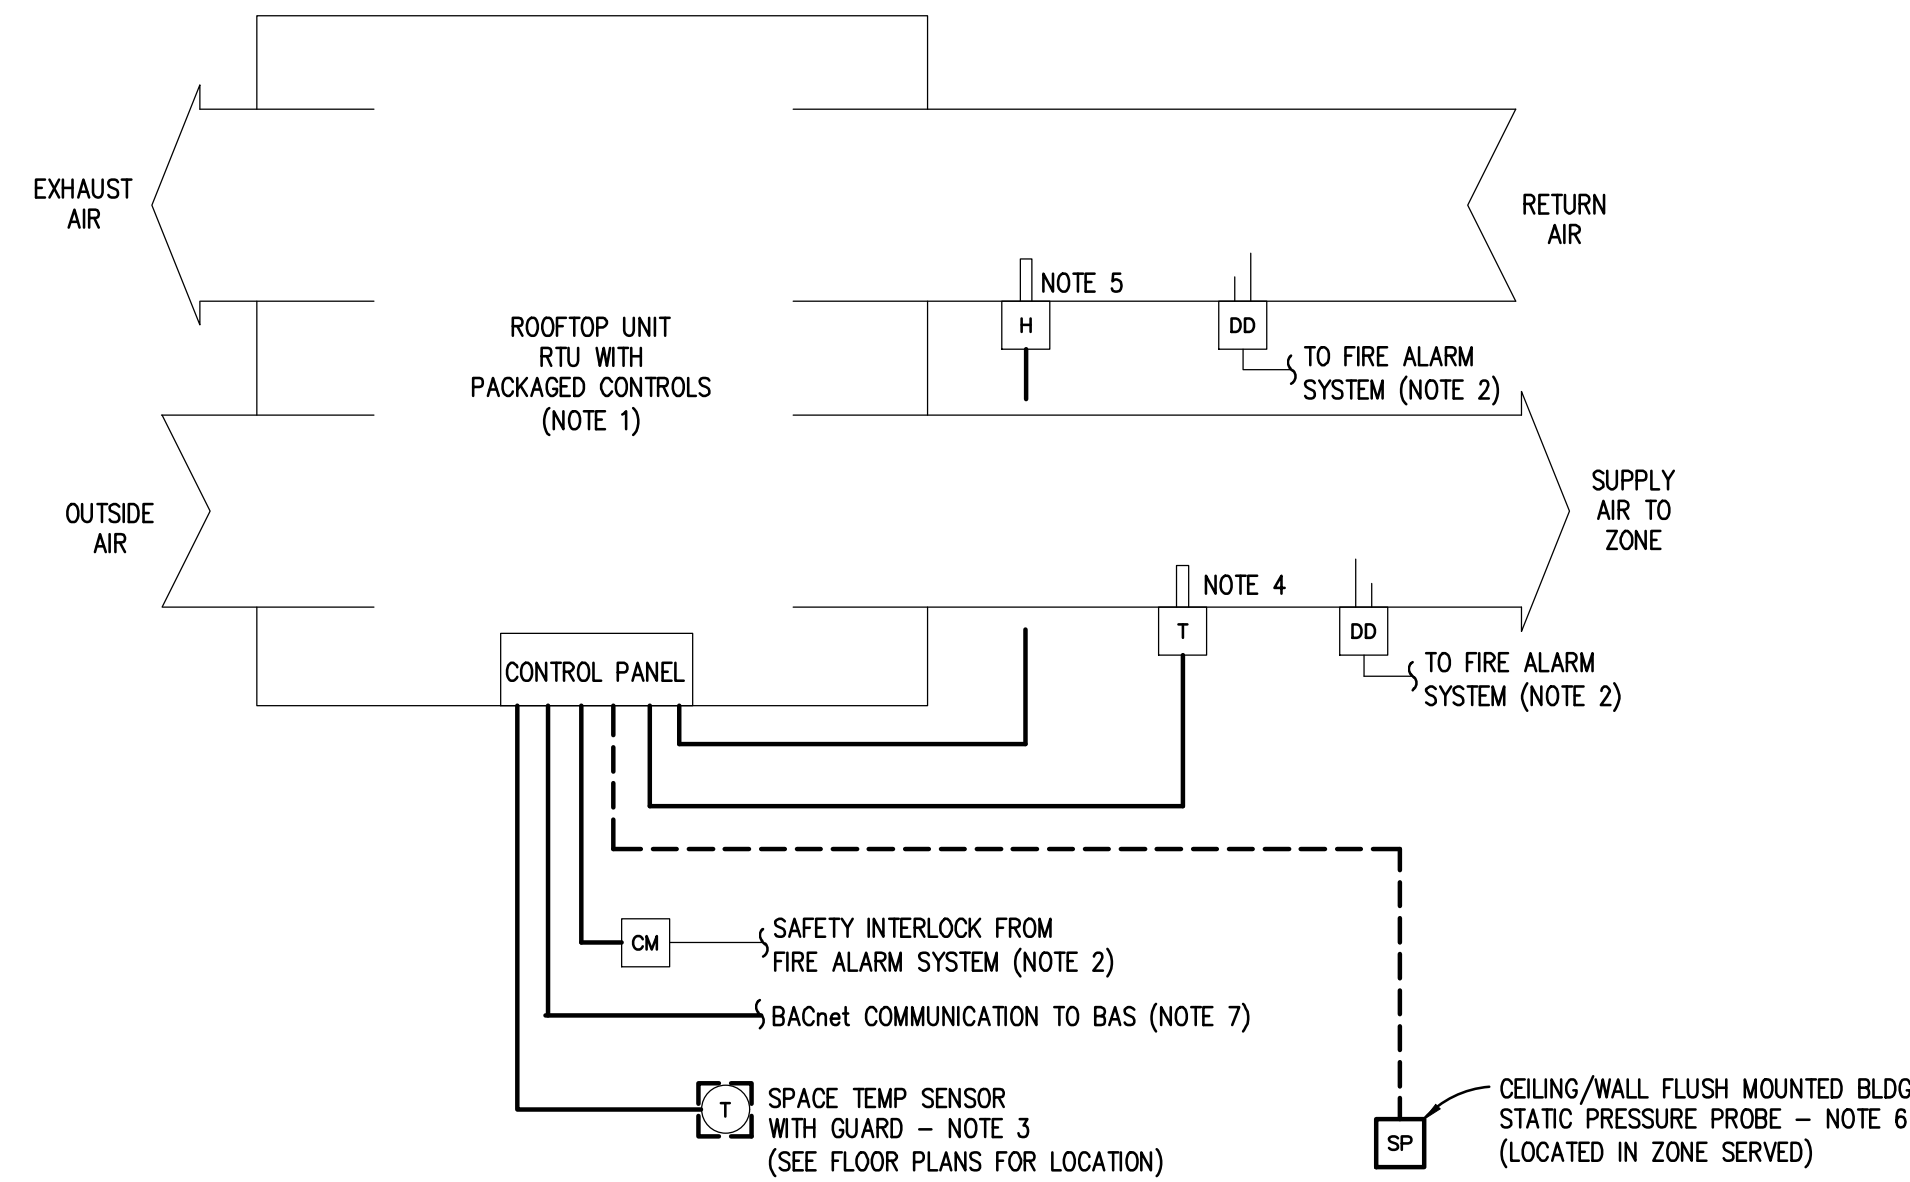 EXHAUST
AIR
RETURN
AIR
NOTE 5
H
DD
TO FIRE ALARM
SYSTEM (NOTE 2)
ROOFTOP UNIT
RTU WITH
PACKAGED CONTROLS
(NOTE 1)
OUTSIDE
AIR
SUPPLY
AIR TO
ZONE
NOTE 4
T
DD
TO FIRE ALARM
SYSTEM (NOTE 2)
CONTROL PANEL
CM
SAFETY INTERLOCK FROM
FIRE ALARM SYSTEM (NOTE 2)
BACnet COMMUNICATION TO BAS (NOTE 7)
T
SPACE TEMP SENSOR
WITH GUARD – NOTE 3
(SEE FLOOR PLANS FOR LOCATION)
SP
CEILING/WALL FLUSH MOUNTED BLDG
STATIC PRESSURE PROBE – NOTE 6
(LOCATED IN ZONE SERVED)